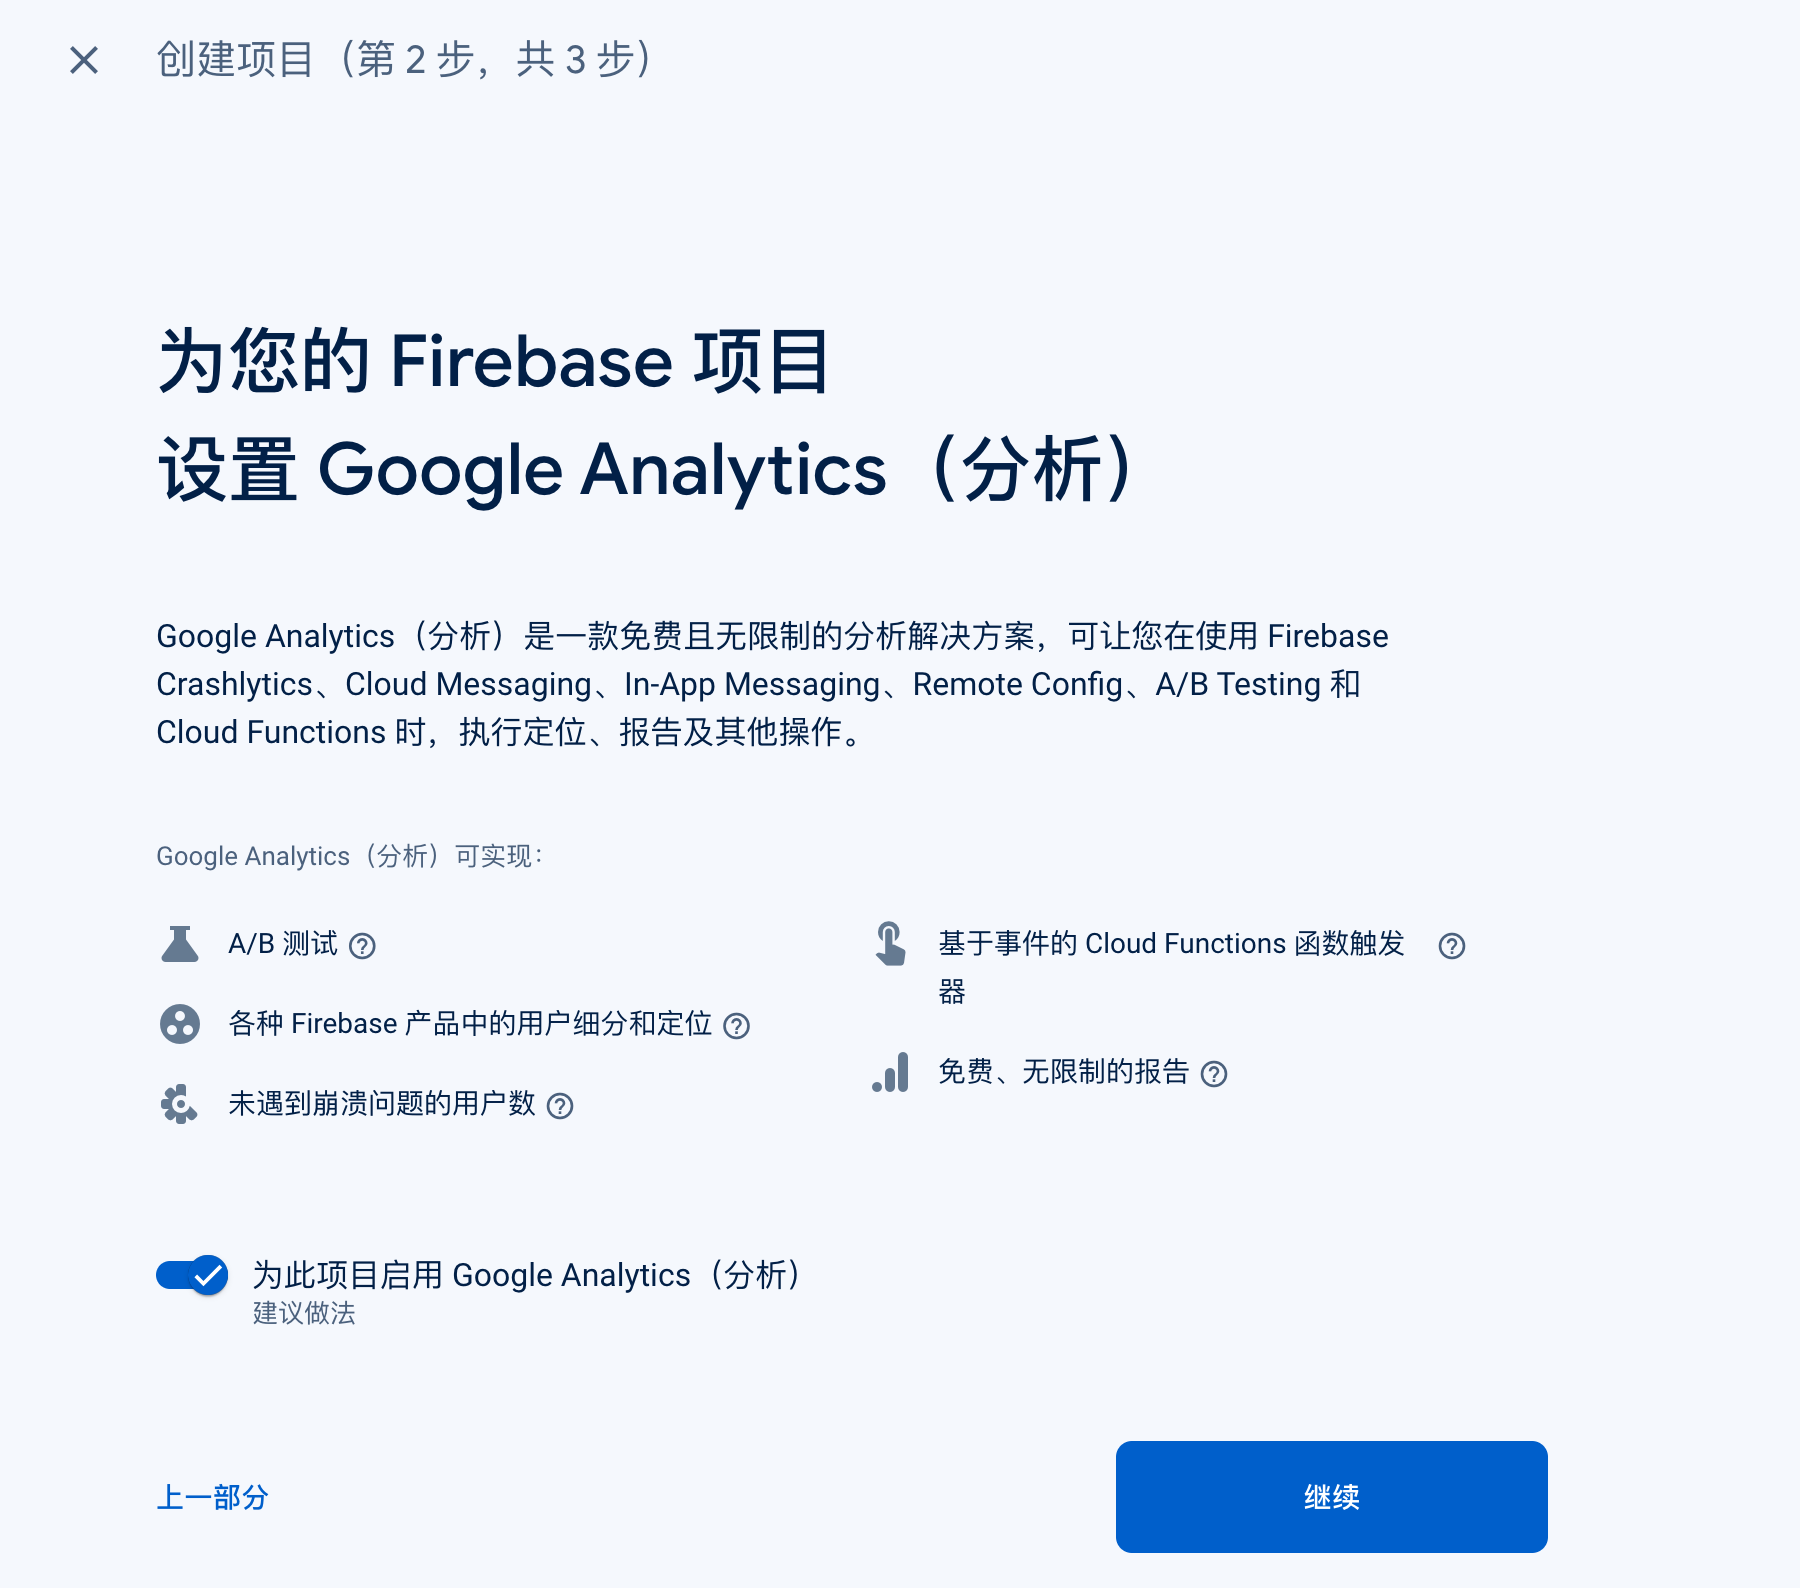 创建项目（第 2 步，共 3 步）
为您的 Firebase 项目
设置 Google Analytics（分析）
Google Analytics（分析）是一款免费且无限制的分析解决方案，可让您在使用 Firebase
Crashlytics、Cloud Messaging、In-App Messaging、Remote Config、A/B Testing 和
Cloud Functions 时，执行定位、报告及其他操作。
Google Analytics（分析）可实现：
A/B 测试
各种 Firebase 产品中的用户细分和定位
未遇到崩溃问题的用户数
基于事件的 Cloud Functions 函数触发
器
免费、无限制的报告
为此项目启用 Google Analytics（分析）
建议做法
上一部分
继续